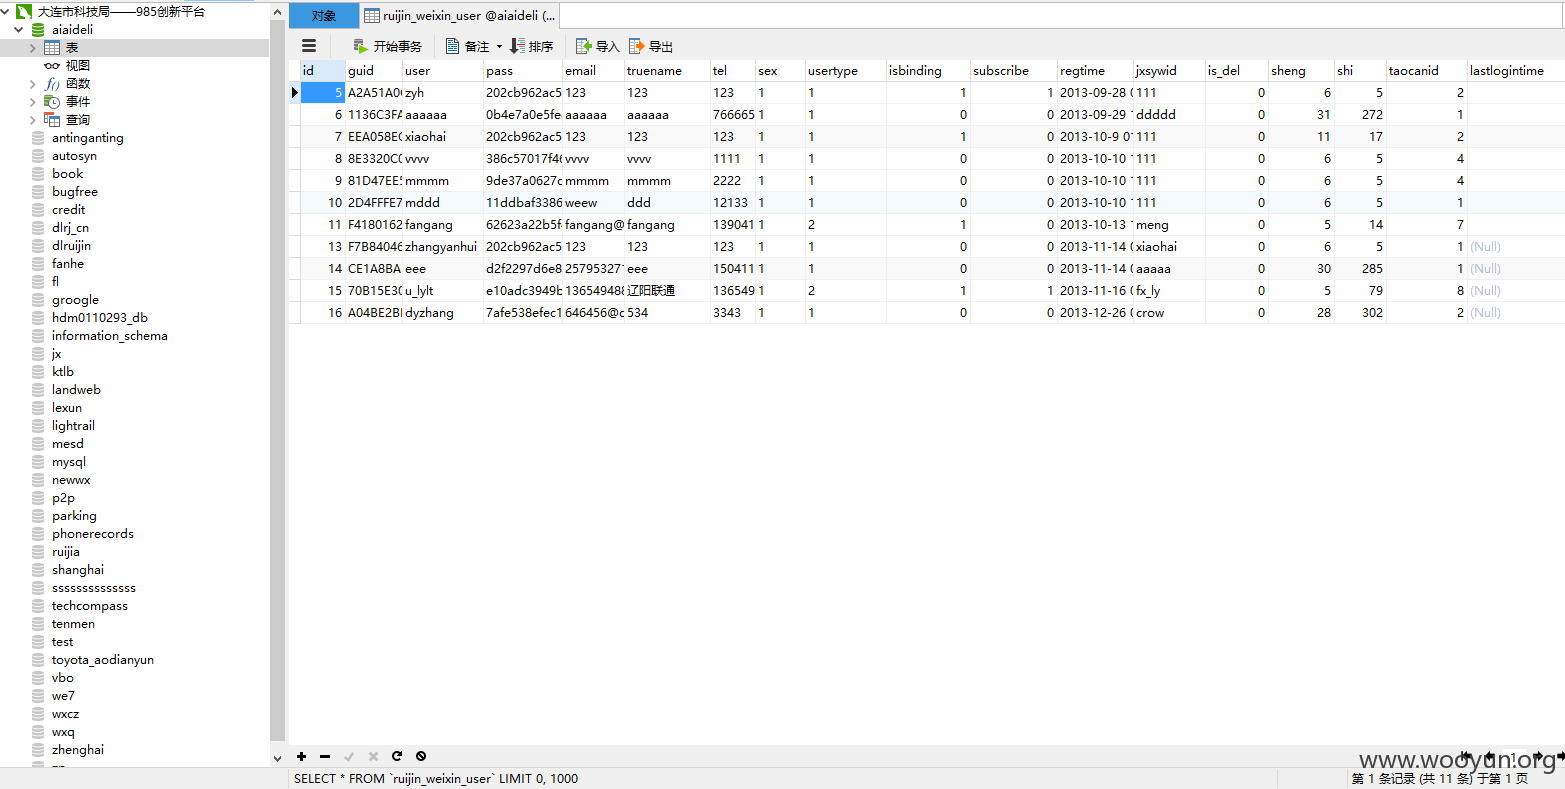 大连市科技局——985创新平台
aiaideli
表
视图
函数
事件
查询
antinganting
autosyn
book
bugfree
credit
dlrj_cn
dlruijin
fanhe
fl
groogle
hdm0110293_db
information_schema
jx
ktlb
landweb
lexun
lightrail
mesd
mysql
newwx
p2p
parking
phonerecords
ruijia
shanghai
ssssssssssssss
techcompass
tenmen
test
toyota_aodianyun
vbo
we7
wxcz
wxq
zhenghai
对象 ruijin_weixin_user @aiaideli (...
开始事务 备注 排序 导入 导出
id guid user pass email truename tel sex usertype isbinding subscribe regtime jxsywid is_del sheng shi taocanid lastlogintime
5 A2A51A0 zyh 202cb962ac5 123 123 123 1 1 1 1 2013-09-28 111 0 6 5 2
6 1136C3FA aaaaaa 0b4e7a0e5fe aaaaaa aaaaaa 766665 1 1 0 0 2013-09-29 ddddd 0 31 272 1
7 EEA058E xiaohai 202cb962ac5 123 123 123 1 1 1 0 2013-10-9 0 111 0 11 17 2
8 8E3320C vvvv 386c57017f4 vvvv vvvv 1111 1 1 0 0 2013-10-10 111 0 6 5 4
9 81D47EE mmmm 9de37a0627c mmmm mmmm 2222 1 1 0 0 2013-10-10 111 0 6 5 4
10 2D4FFFE7 mddd 11ddbaf3386 weew ddd 12133 1 1 0 0 2013-10-10 111 0 6 5 1
11 F4180162 fangang 62623a22b5f fangang@ fangang 139041 1 2 1 0 2013-10-13 meng 0 5 14 7
13 F7B84046 zhangyanhui 202cb962ac5 123 123 123 1 1 0 0 2013-11-14 xiaohai 0 6 5 1 (Null)
14 CE1A8BA eee d2f2297d6e8 25795327 eee 150411 1 1 0 0 2013-11-14 aaaaa 0 30 285 1 (Null)
15 70B15E30 u_lylt e10adc3949b 136549488 辽阳联通 136549 1 2 1 1 2013-11-16 fx_ly 0 5 79 8 (Null)
16 A04BE2B dyzhang 7afe538efec1 646456@c 534 3343 1 1 0 0 2013-12-26 crow 0 28 302 2 (Null)
1
www.wooyun.org
SELECT * FROM `ruijin_weixin_user` LIMIT 0, 1000
第 1 条记录 (共 11 条) 于第 1 页